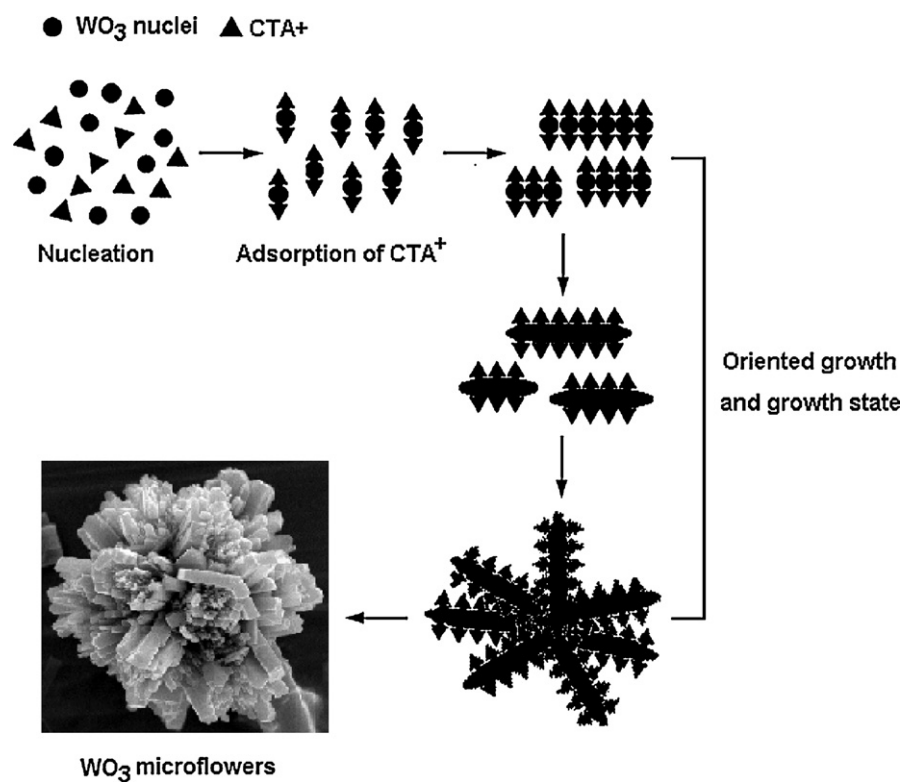 WO3 nuclei CTA+
Nucleation
Adsorption of CTA+
Oriented growth
and growth state
WO3 microflowers